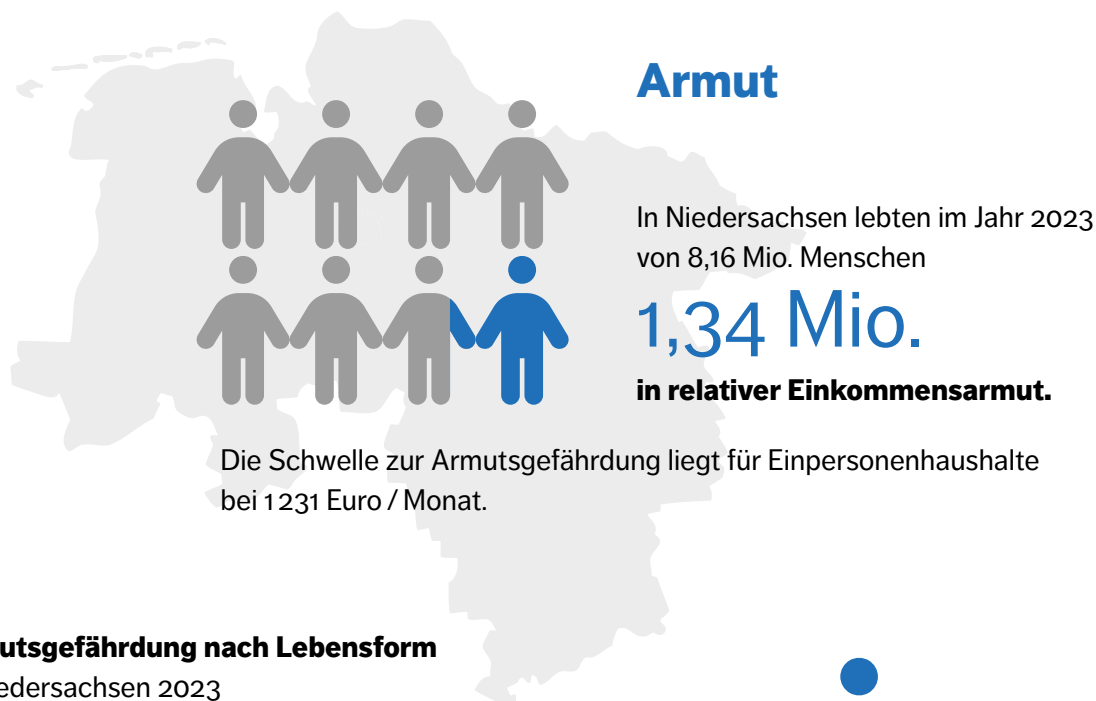 Armut
In Niedersachsen lebten im Jahr 2023
von 8,16 Mio. Menschen
1,34 Mio.
in relativer Einkommensarmut.
Die Schwelle zur Armutsgefährdung liegt für Einpersonenhaushalte
bei 1 231 Euro / Monat.
utsgefährdung nach Lebensform
edersachsen 2023